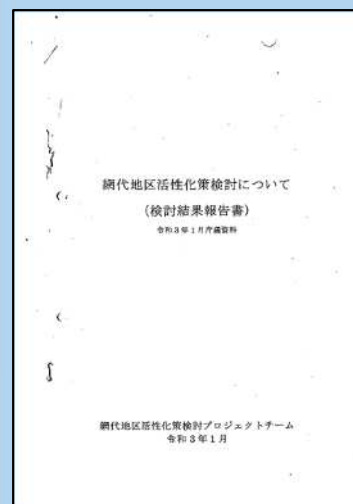 網代地区活性化策検討について
(検討結果報告書)
令和3年1月庁議資料
網代地区活性化策検討プロジェクトチーム
令和3年1月